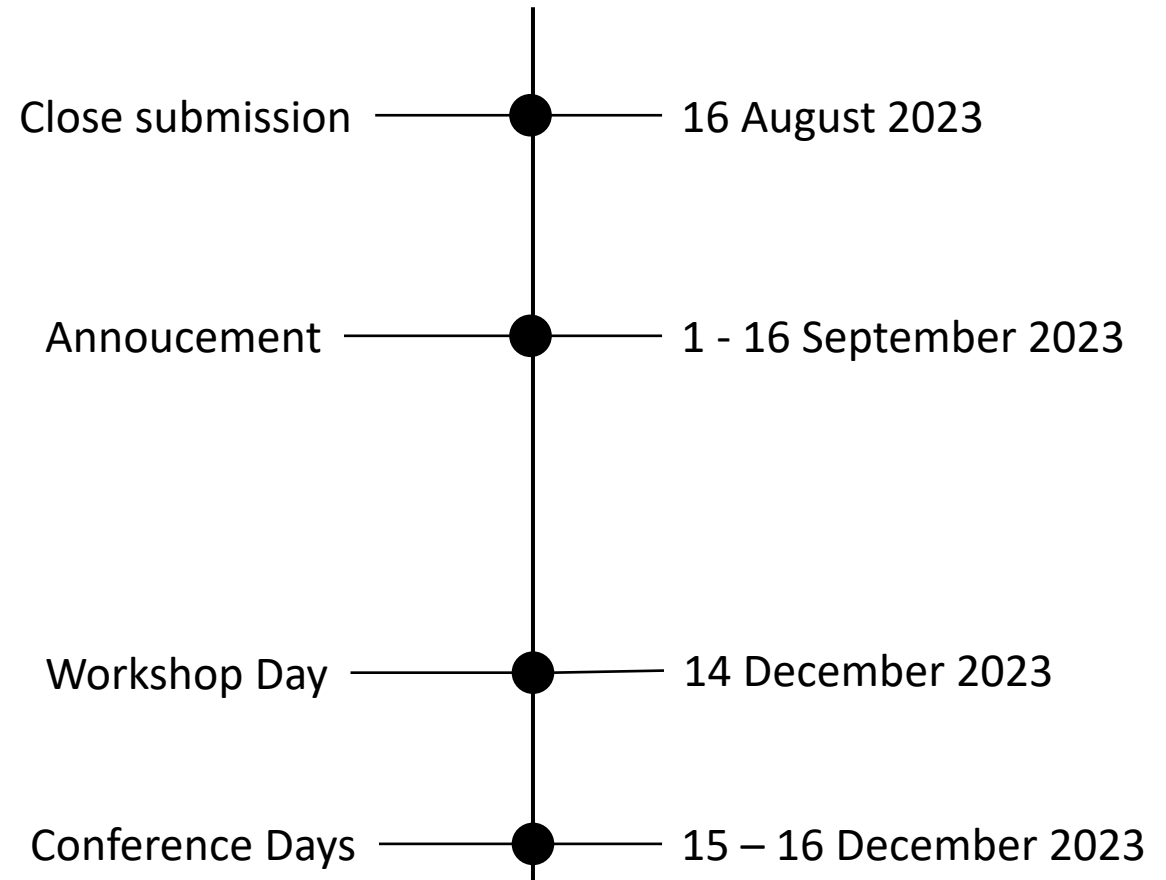 Close submission 16 August 2023
Annoucement 1 - 16 September 2023
Workshop Day 14 December 2023
Conference Days 15 – 16 December 2023